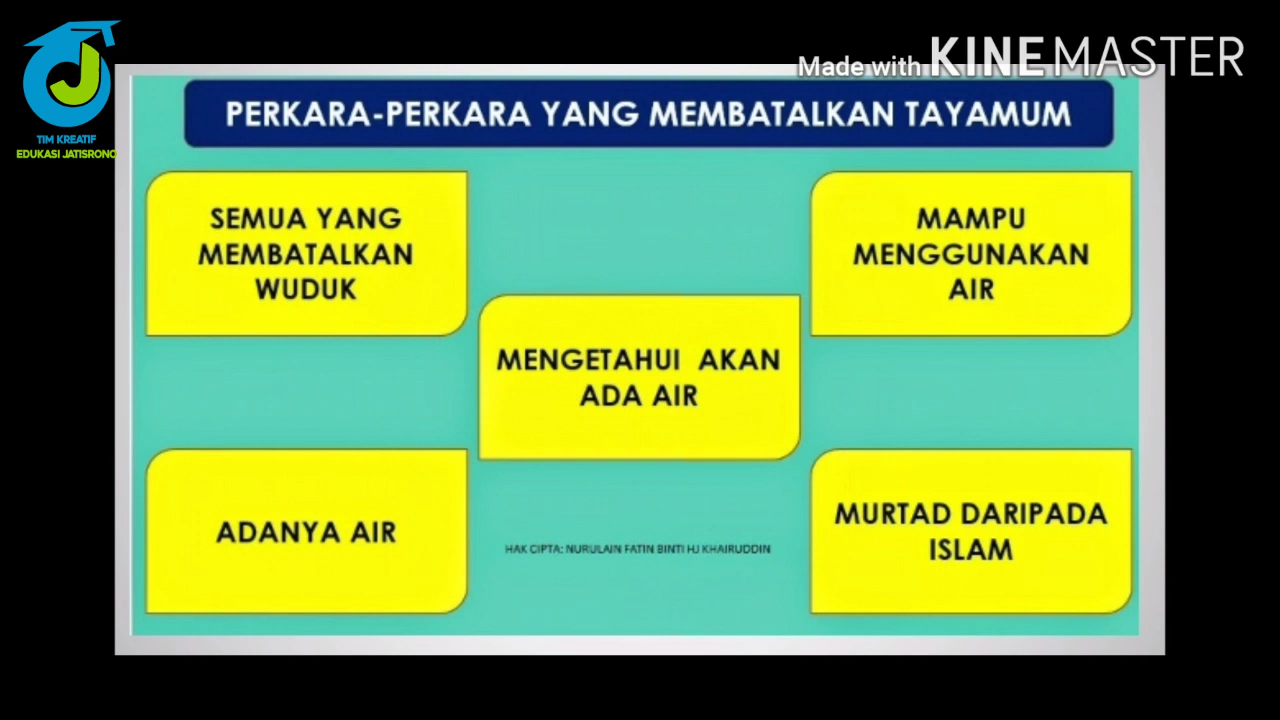 TIM KREATIF
EDUKASI JATISRONO
Made with KINEMASTER
PERKARA-PERKARA YANG MEMBATALKAN TAYAMUM
SEMUA YANG
MEMBATALKAN
WUDUK
MAMPU
MENGGUNAKAN
AIR
MENGETAHUI AKAN
ADA AIR
ADANYA AIR
MURTAD DARIPADA
ISLAM
HAK CIPTA: NURULAIN FATIN BINTI HJ KHAIRUDDIN